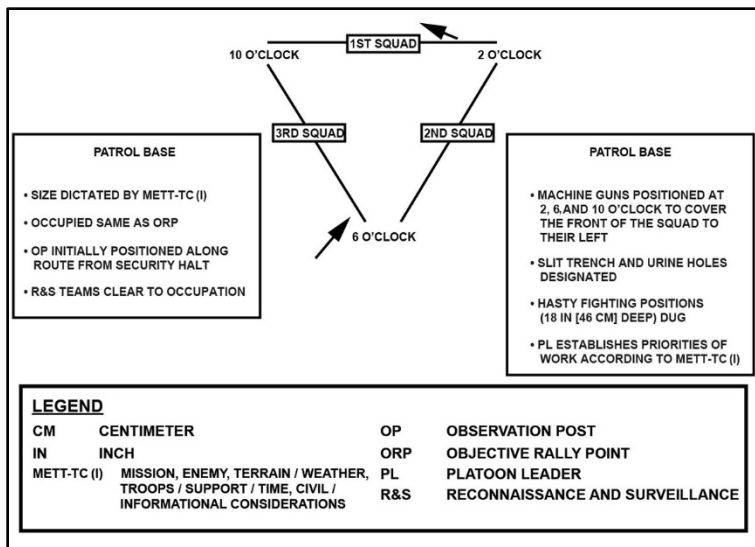 1ST SQUAD
10 O'CLOCK
2 O'CLOCK
3RD SQUAD
2ND SQUAD
6 O'CLOCK
PATROL BASE
• SIZE DICTATED BY METT-TC (I)
• OCCUPIED SAME AS ORP
• OP INITIALLY POSITIONED ALONG
ROUTE FROM SECURITY HALT
• R&S TEAMS CLEAR TO OCCUPATION
PATROL BASE
• MACHINE GUNS POSITIONED AT
2, 6, AND 10 O'CLOCK TO COVER
THE FRONT OF THE SQUAD TO
THEIR LEFT
• SLIT TRENCH AND URINE HOLES
DESIGNATED
• HASTY FIGHTING POSITIONS
(18 IN [46 CM] DEEP) DUG
• PL ESTABLISHES PRIORITIES OF
WORK ACCORDING TO METT-TC (I)
LEGEND
CM CENTIMETER
IN INCH
METT-TC (I) MISSION, ENEMY, TERRAIN / WEATHER,
TROOPS / SUPPORT / TIME, CIVIL /
INFORMATIONAL CONSIDERATIONS
OP OBSERVATION POST
ORP OBJECTIVE RALLY POINT
PL PLATOON LEADER
R&S RECONNAISSANCE AND SURVEILLANCE